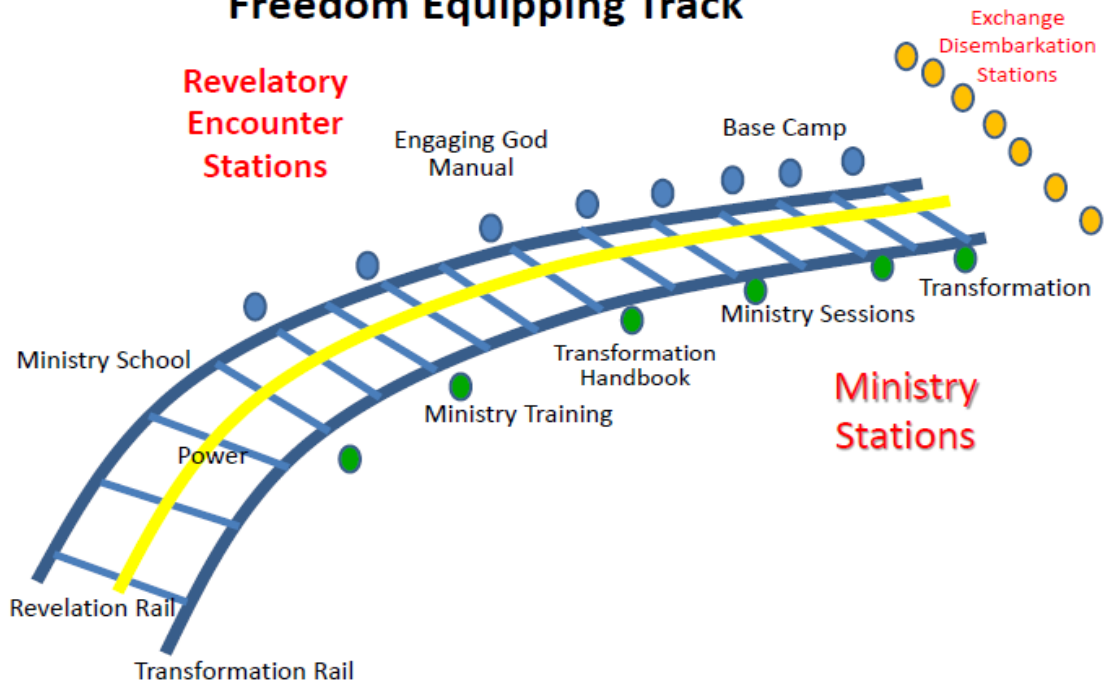 Freedom Equipping Track
Exchange
Disembarkation
Stations
Revelatory
Encounter
Stations
Engaging God
Manual
Base Camp
Transformation
Ministry Sessions
Ministry School
Transformation
Handbook
Ministry Training
Ministry
Stations
Power
Revelation Rail
Transformation Rail